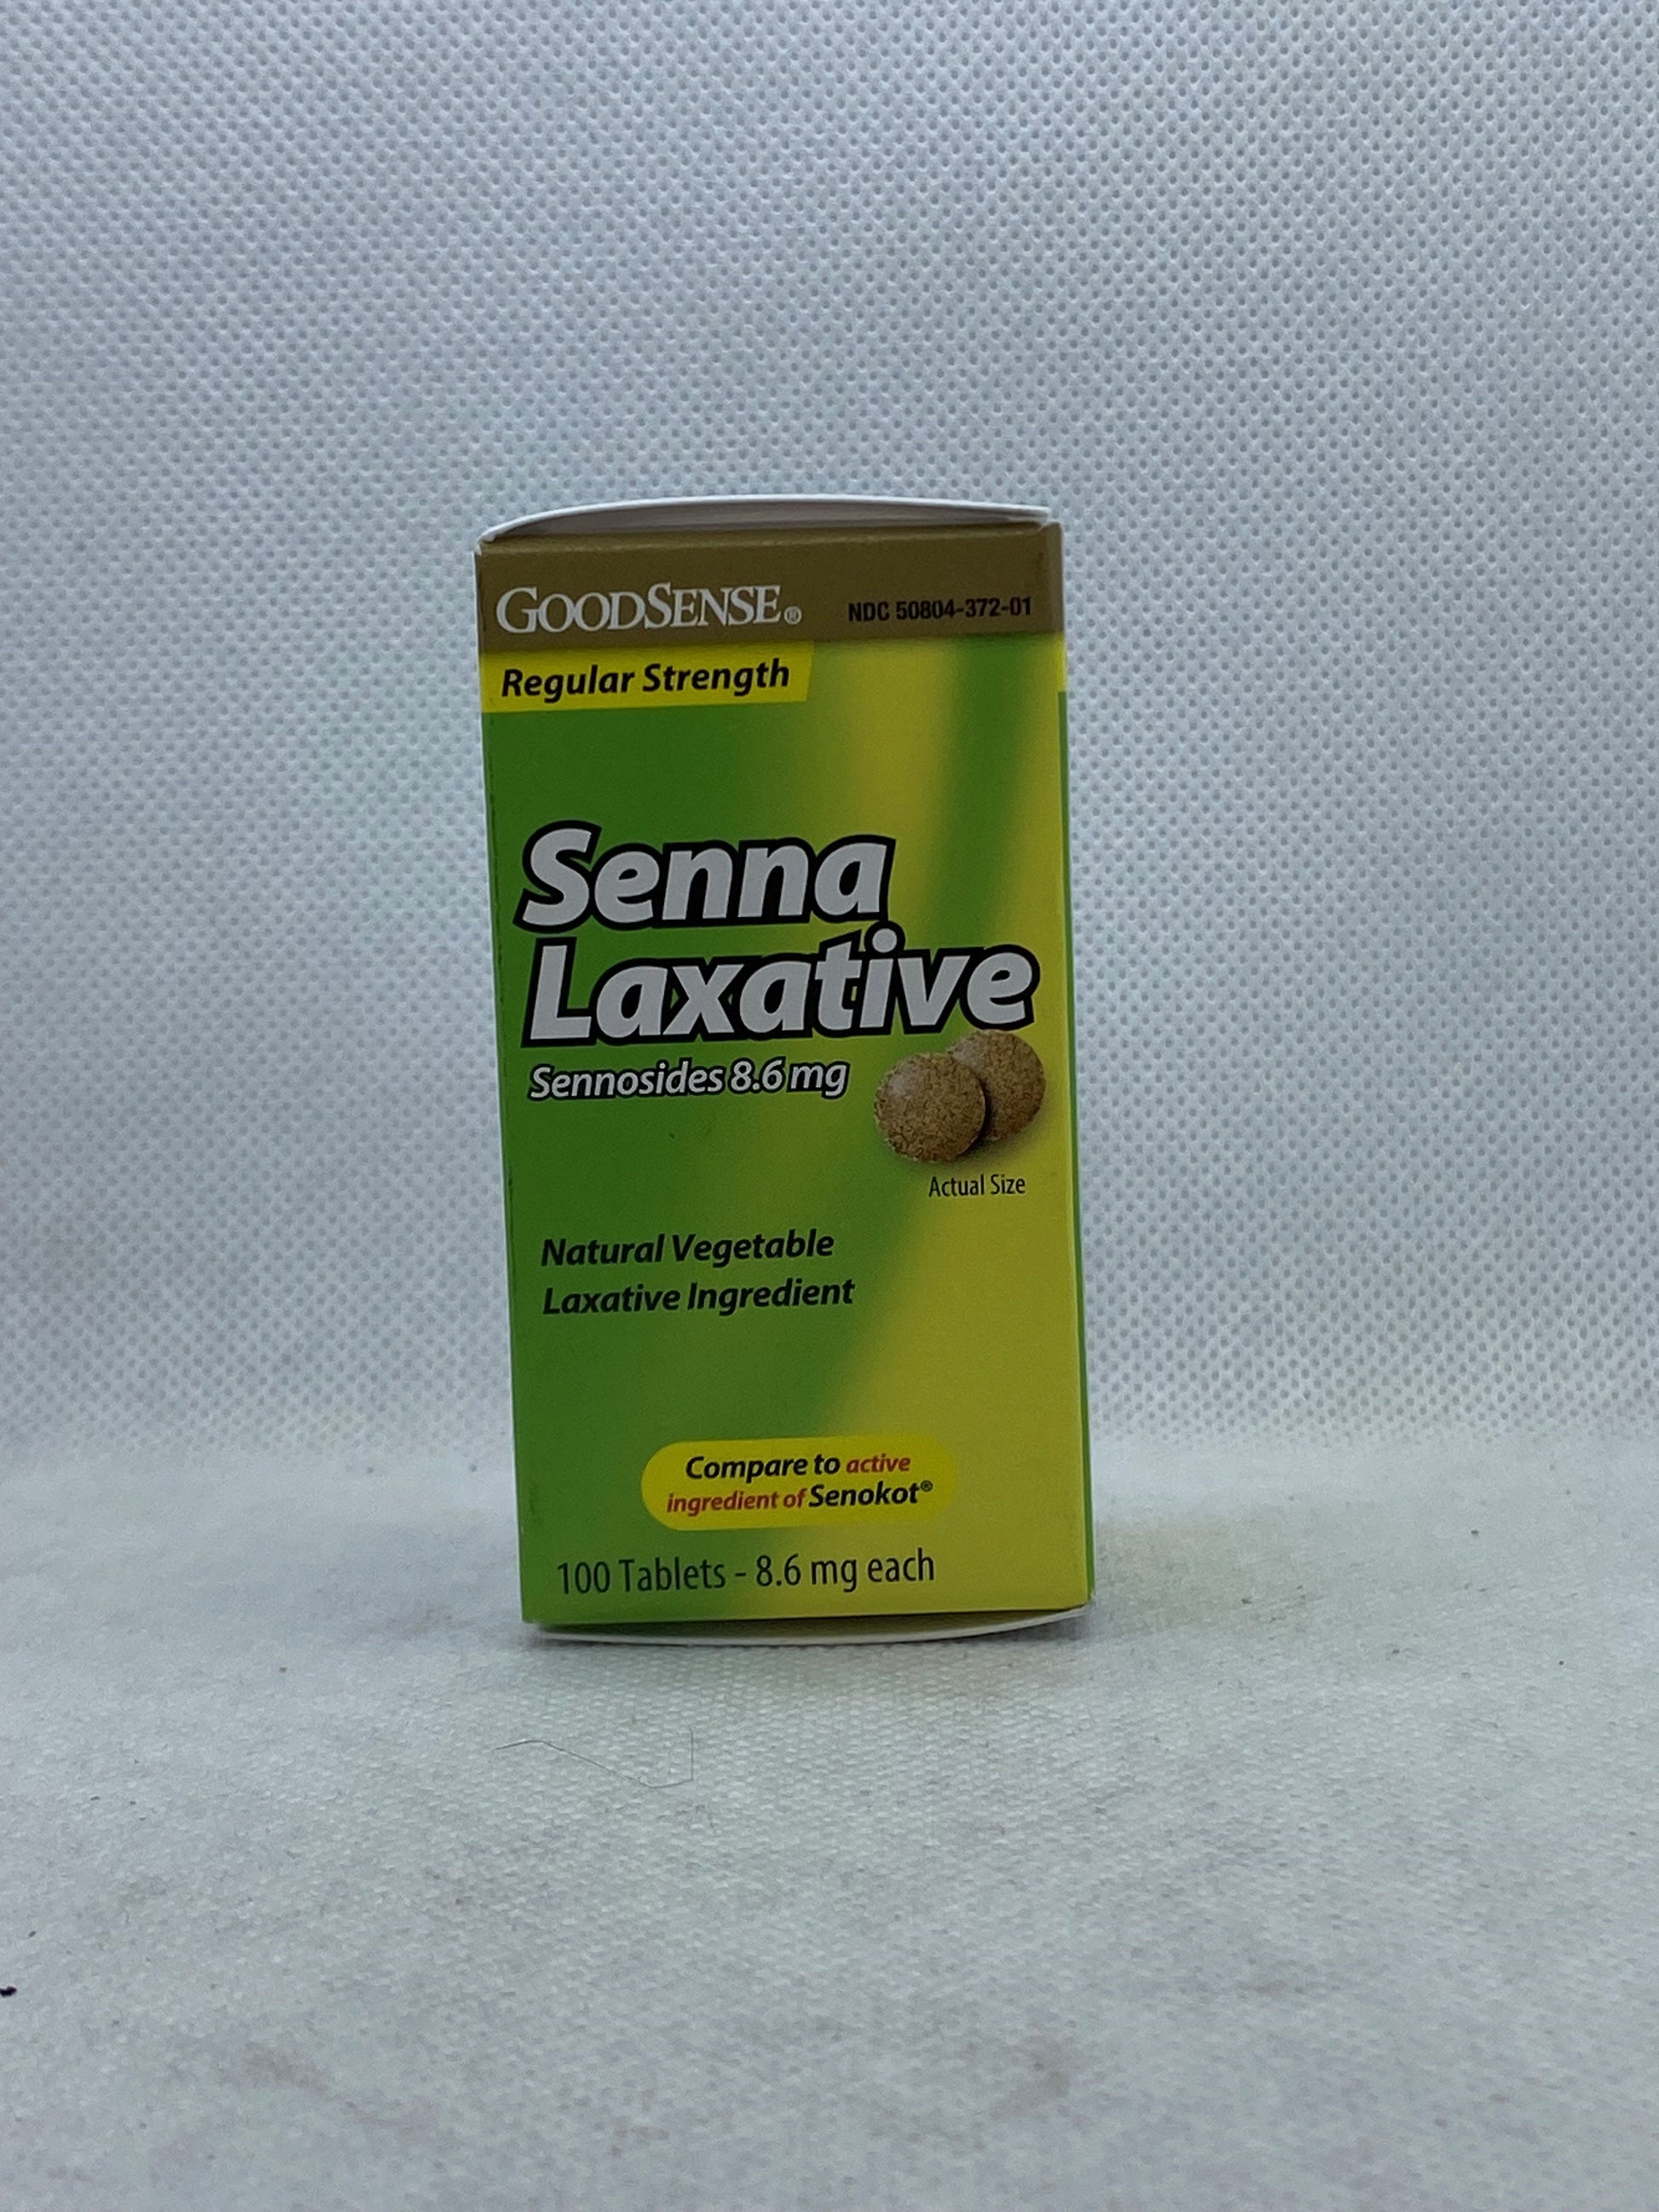 GOODSENSE® NDC 50804-372-01
Regular Strength
Senna
Laxative
Sennosides 8.6 mg
Actual Size
Natural Vegetable
Laxative Ingredient
Compare to active
ingredient of Senokot®
100 Tablets - 8.6 mg each